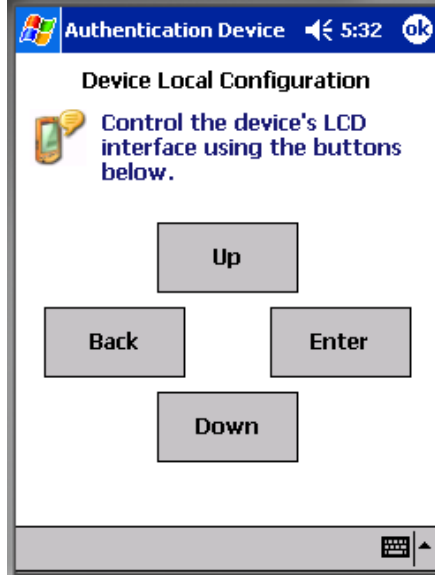 Authentication Device 5:32 ok
Device Local Configuration
Control the device's LCD
interface using the buttons
below.
Up
Back Enter
Down